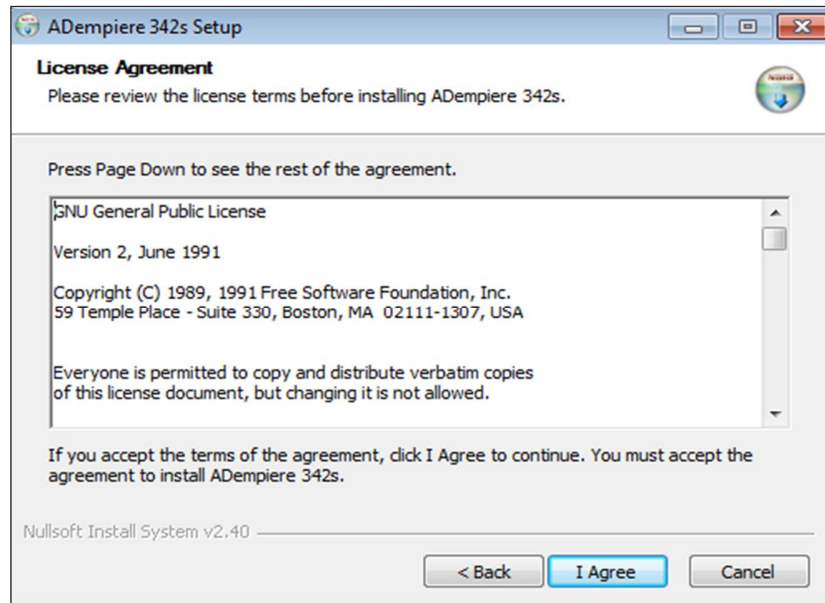 ADempiere 342s Setup
License Agreement
Please review the license terms before installing ADempiere 342s.
Press Page Down to see the rest of the agreement.
GNU General Public License
Version 2, June 1991
Copyright (C) 1989, 1991 Free Software Foundation, Inc.
59 Temple Place - Suite 330, Boston, MA  02111-1307, USA
Everyone is permitted to copy and distribute verbatim copies
of this license document, but changing it is not allowed.
If you accept the terms of the agreement, click I Agree to continue. You must accept the
agreement to install ADempiere 342s.
Nullsoft Install System v2.40
< Back
I Agree
Cancel